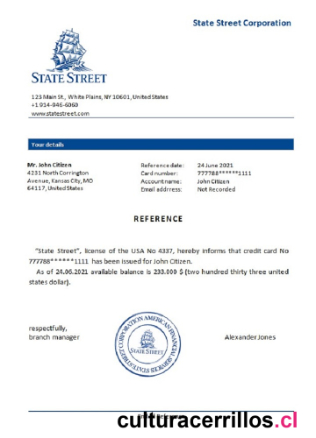 State Street Corporation
STATE STREET
123 Main St., White Plains, NY 10601, United States
+1 914-846-6060
www.statestreet.com
Your details
Mr. John Citizen
4231 North Corrington
Avenue, Kansas City, MO
64117, United States
Reference date: 24 June 2021
Card number: 777788******1111
Account name: John Citizen
Email address: Not Recorded
REFERENCE
"State Street", license of the USA No 4337, hereby informs that credit card No
777788******1111 has been issued for John Citizen.
As of 24.06.2021 available balance is 233.000 $ (two hundred thirty three united
states dollar).
respectfully,
branch manager
CORPORATION AMERICAN FINANCIAL
STATE STREET
Alexander Jones
culturacerrillos.cl